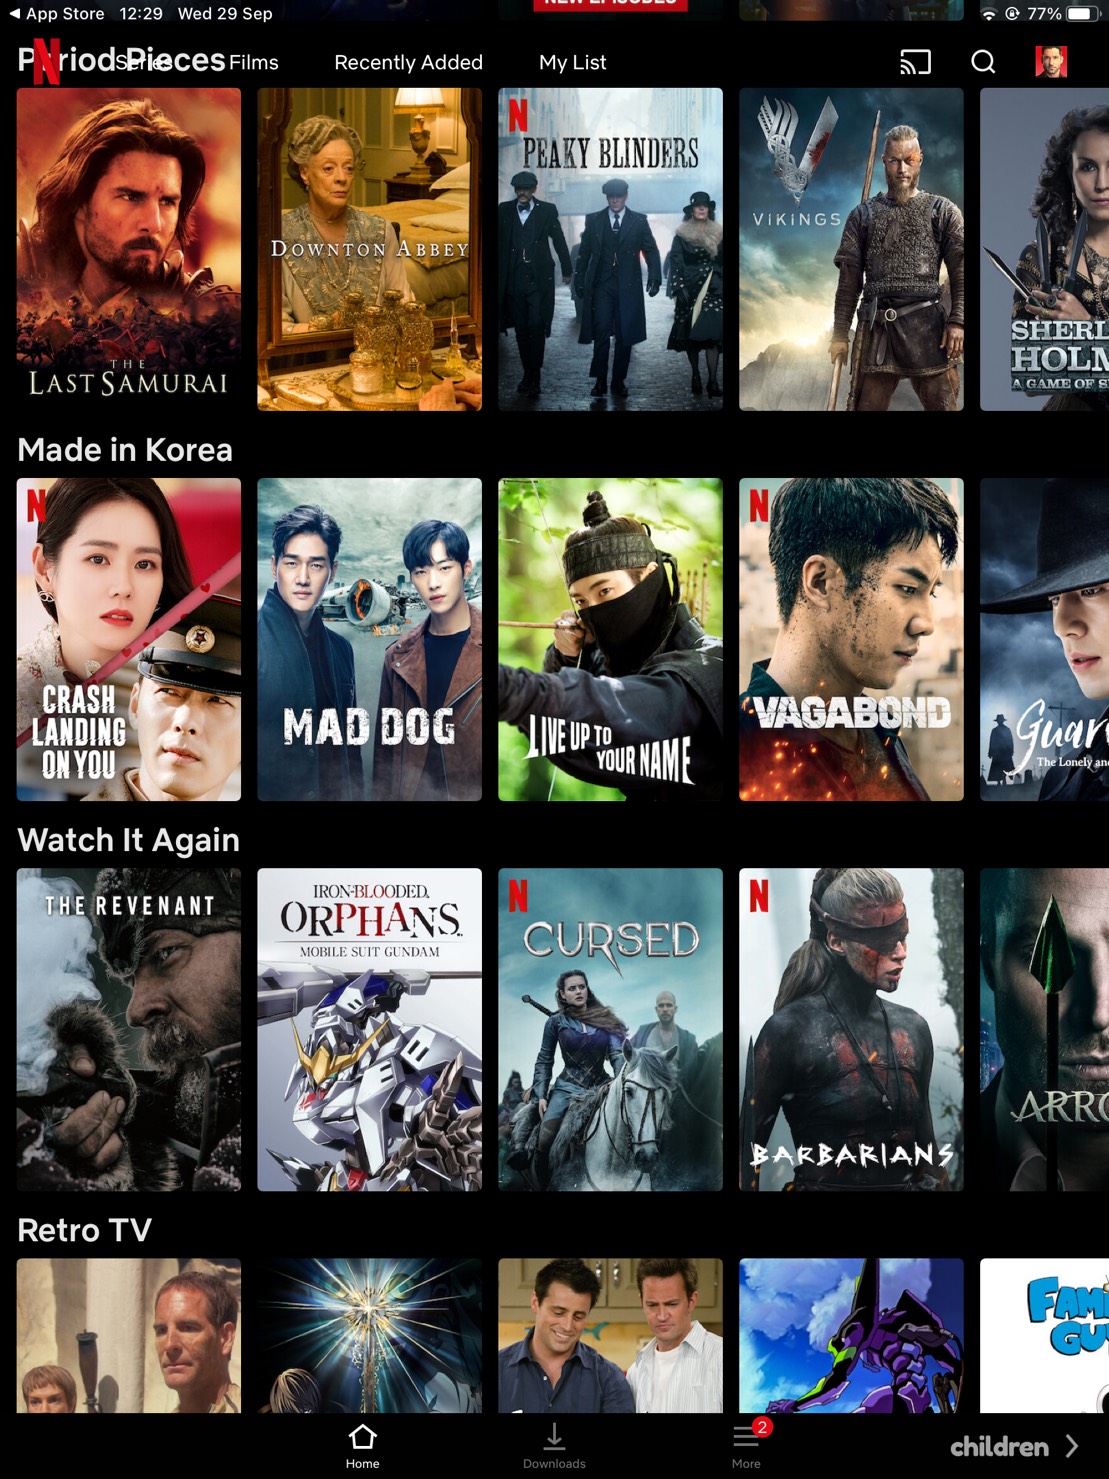 App Store 12:29 Wed 29 Sep
NEW EPISODES
77%
Period Pieces
Series Films Recently Added My List
THE
LAST SAMURAI
DOWNTON ABBEY
N
PEAKY BLINDERS
VIKINGS
SHERL
HOLM
A GAME OF S
Made in Korea
N
CRASH
LANDING
ON YOU
MAD DOG
LIVE UP TO
YOUR NAME
N
VAGABOND
Guar
The Lonely an
Watch It Again
THE REVENANT
IRON-BLOODED
ORPHANS
MOBILE SUIT GUNDAM
N
CURSED
N
BARBARIANS
ARRO
Retro TV
FAMI
GU
Home
Downloads
2
More
children